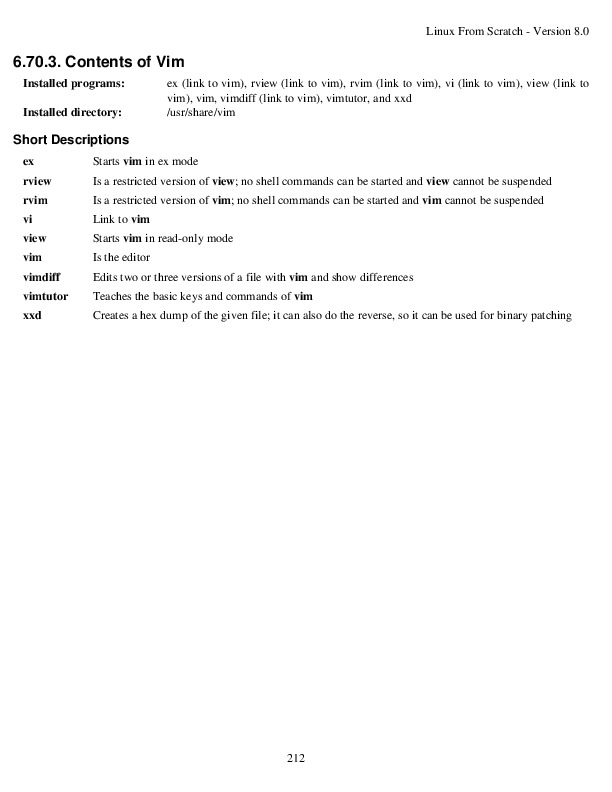 Linux From Scratch - Version 8.0
6.70.3. Contents of Vim
Installed programs: ex (link to vim), rview (link to vim), rvim (link to vim), vi (link to vim), view (link to
vim), vim, vimdiff (link to vim), vimtutor, and xxd
Installed directory: /usr/share/vim
Short Descriptions
ex Starts vim in ex mode
rview Is a restricted version of view; no shell commands can be started and view cannot be suspended
rvim Is a restricted version of vim; no shell commands can be started and vim cannot be suspended
vi Link to vim
view Starts vim in read-only mode
vim Is the editor
vimdiff Edits two or three versions of a file with vim and show differences
vimtutor Teaches the basic keys and commands of vim
xxd Creates a hex dump of the given file; it can also do the reverse, so it can be used for binary patching
212